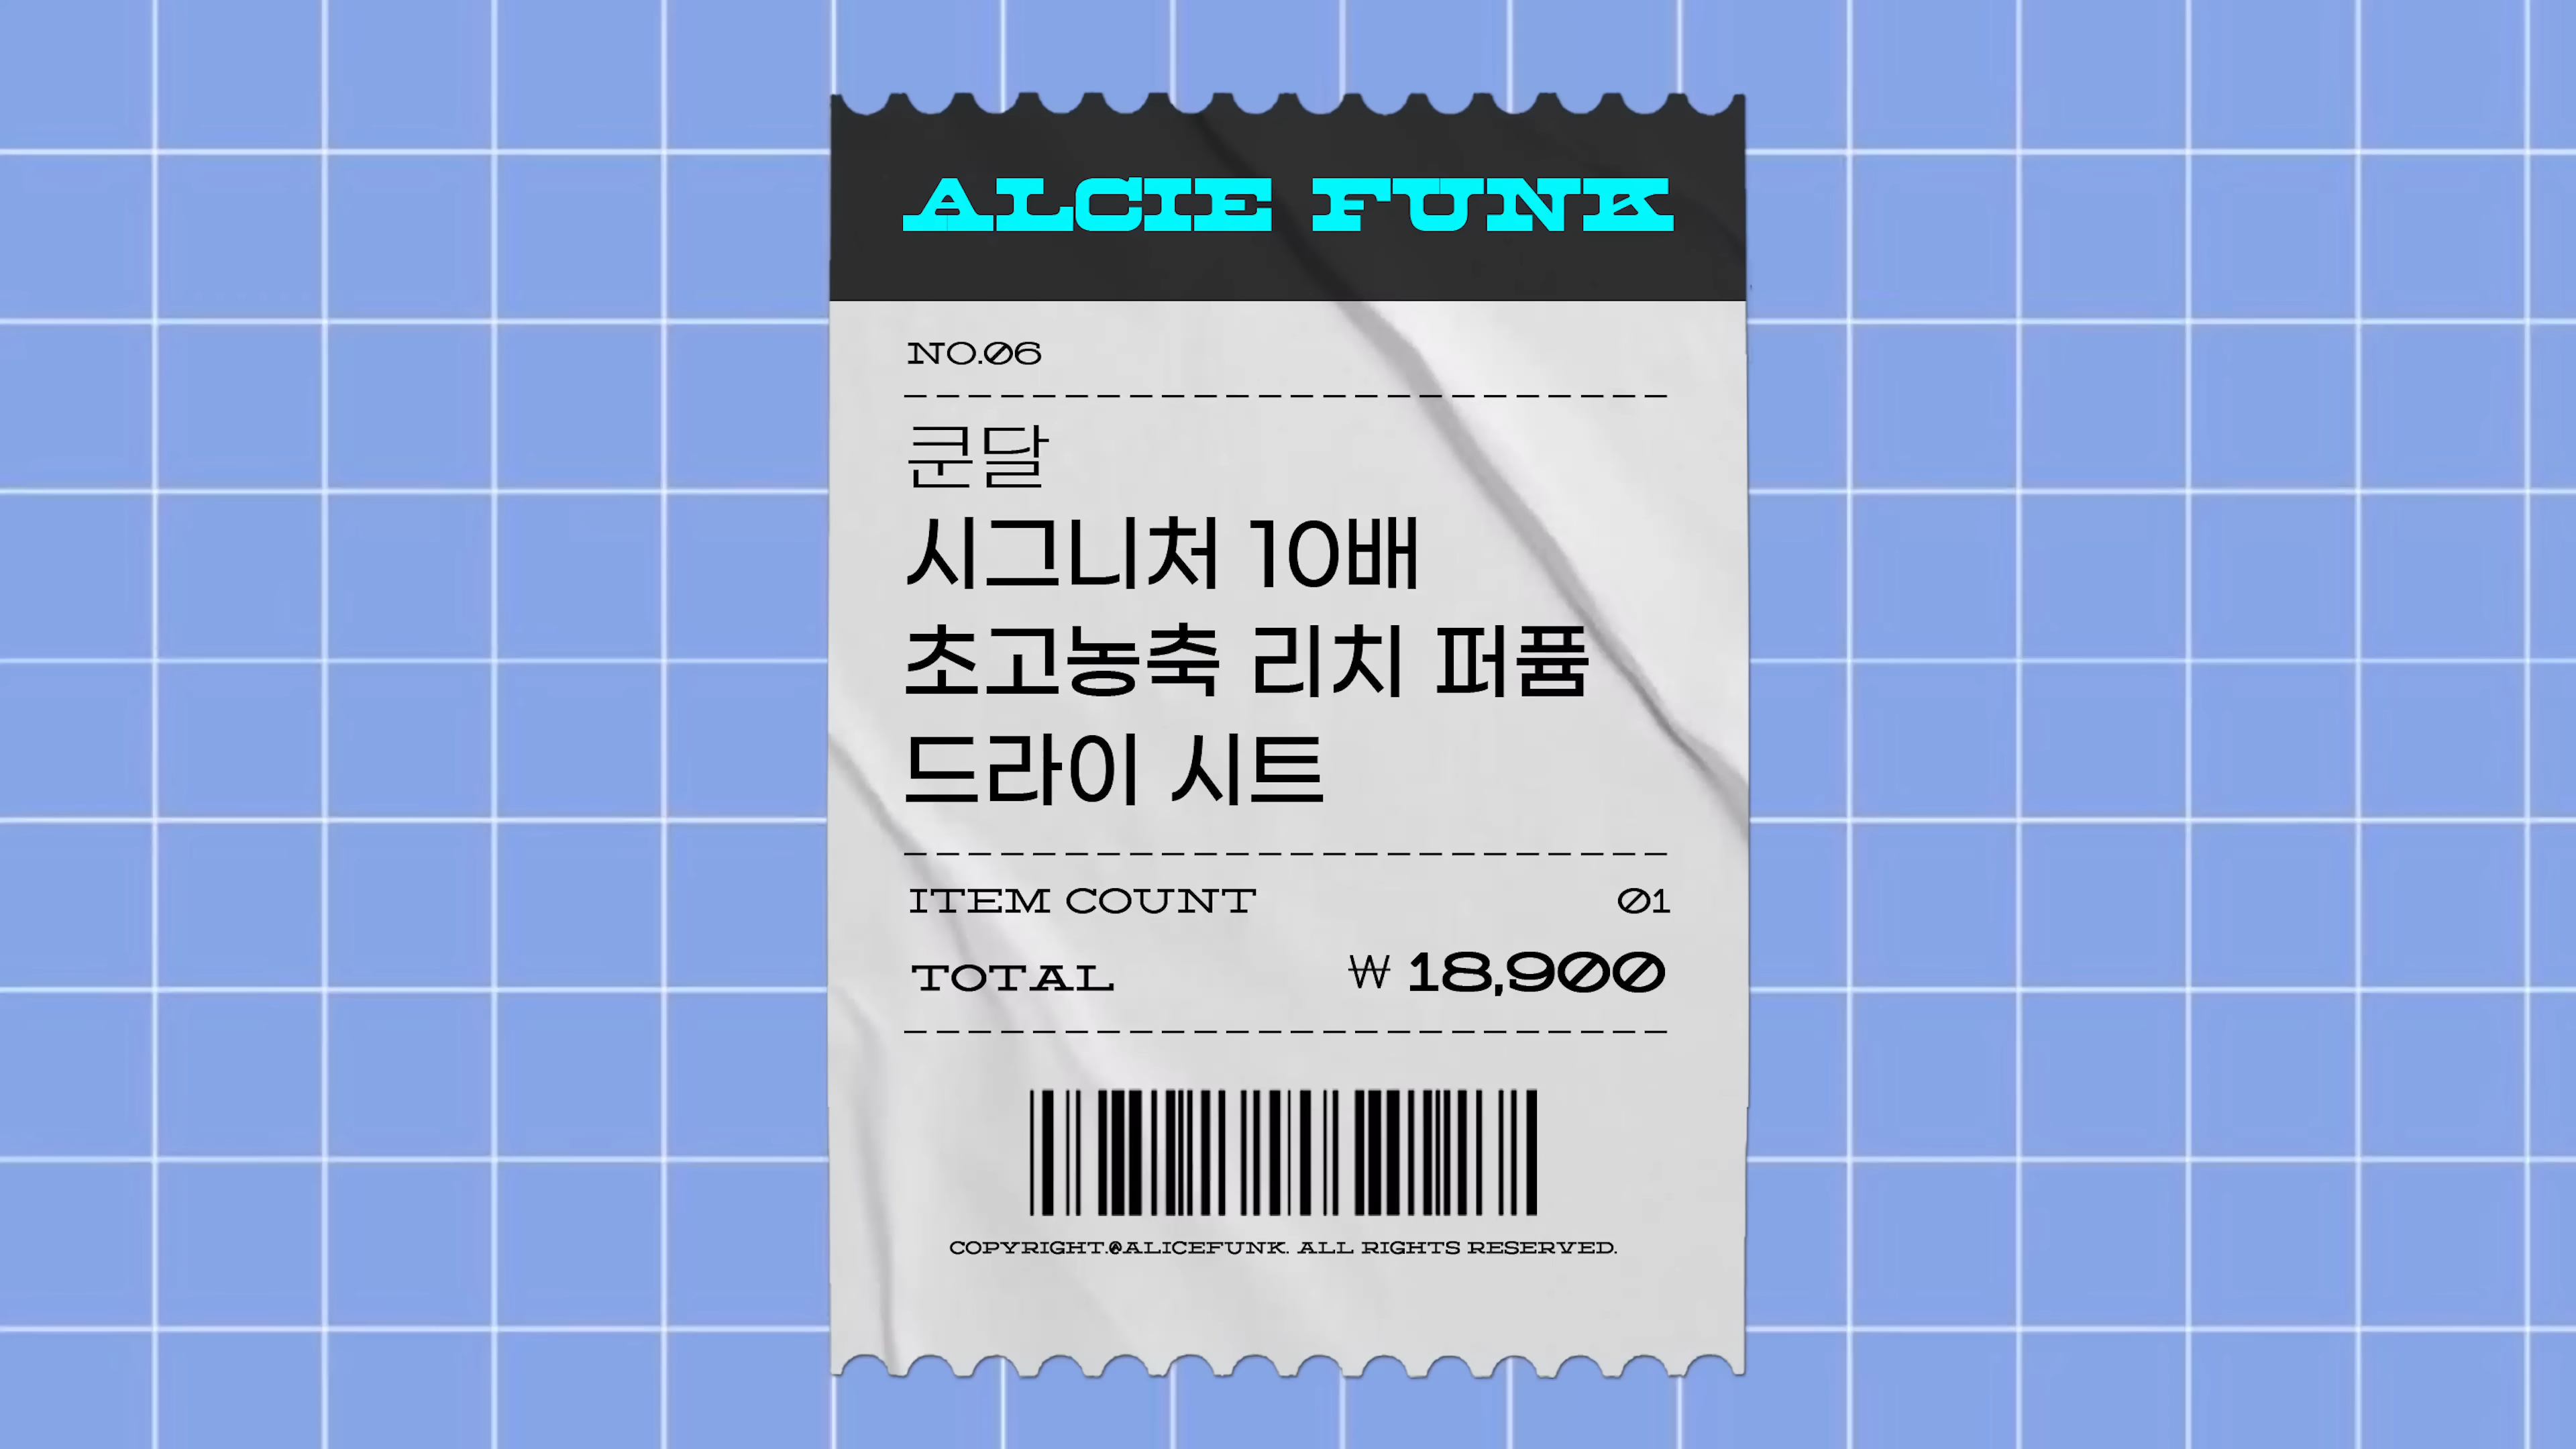 ALCIE FUNK
NO.06
쿤달
시그니처 10배
초고농축 리치 퍼퓸
드라이 시트
ITEM COUNT 01
TOTAL ₩ 18,900
COPYRIGHT.@ALICEFUNK. ALL RIGHTS RESERVED.